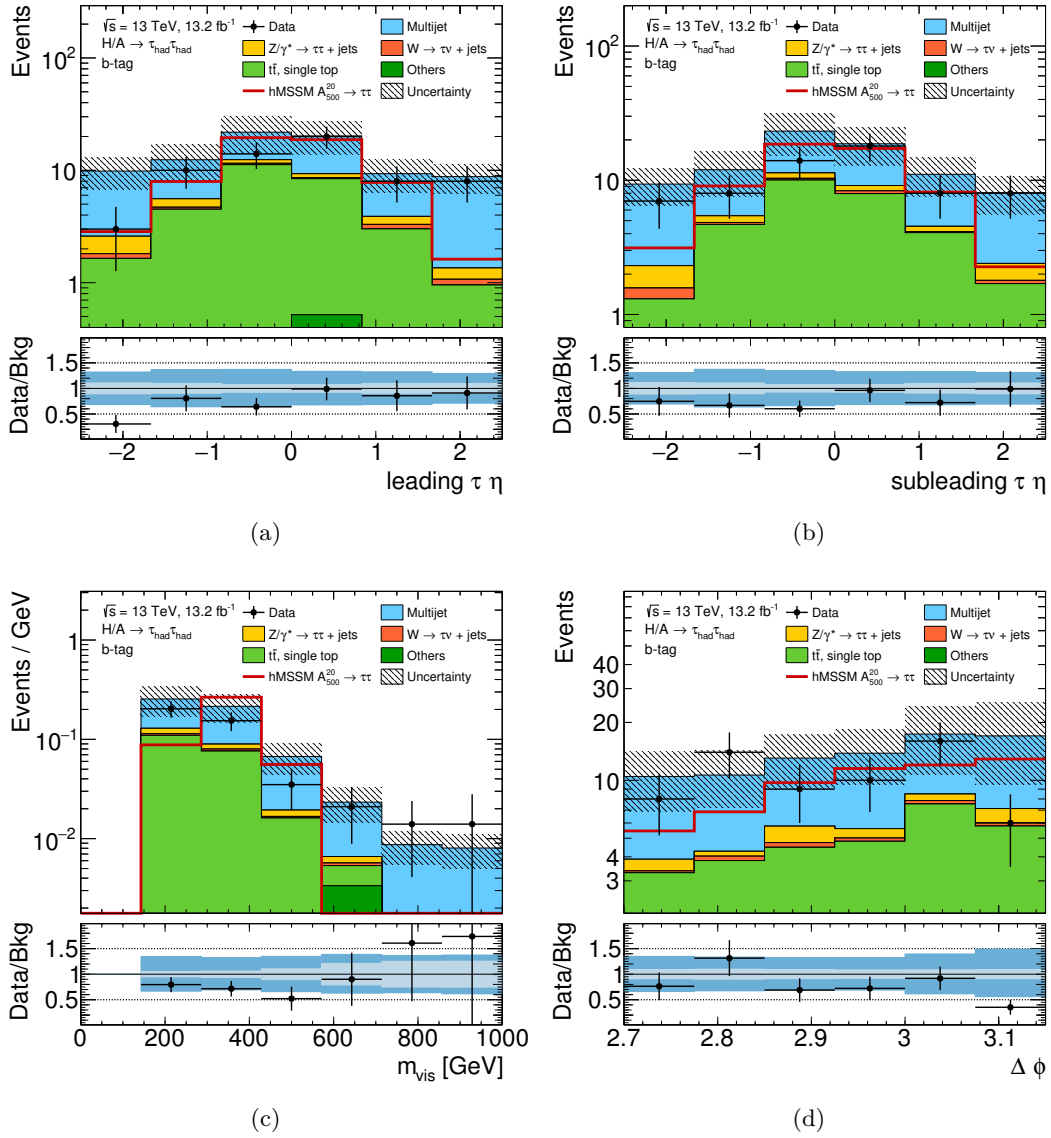 Events
√s = 13 TeV, 13.2 fb⁻¹
H/A → τhadτhad
b-tag
Data
Z/γ* → ττ + jets
tt̄, single top
hMSSM A²⁰₅₀₀ → ττ
Multijet
W → τν + jets
Others
Uncertainty
10²
10
1
Data/Bkg
1.5
1
0.5
−2 −1 0 1 2
leading τ η
(a)
Events
√s = 13 TeV, 13.2 fb⁻¹
H/A → τhadτhad
b-tag
Data
Z/γ* → ττ + jets
tt̄, single top
hMSSM A²⁰₅₀₀ → ττ
Multijet
W → τν + jets
Others
Uncertainty
10²
10
1
Data/Bkg
1.5
1
0.5
−2 −1 0 1 2
subleading τ η
(b)
Events / GeV
√s = 13 TeV, 13.2 fb⁻¹
H/A → τhadτhad
b-tag
Data
Z/γ* → ττ + jets
tt̄, single top
hMSSM A²⁰₅₀₀ → ττ
Multijet
W → τν + jets
Others
Uncertainty
1
10⁻¹
10⁻²
Data/Bkg
1.5
1
0.5
0 200 400 600 800 1000
mvis [GeV]
(c)
Events
√s = 13 TeV, 13.2 fb⁻¹
H/A → τhadτhad
b-tag
Data
Z/γ* → ττ + jets
tt̄, single top
hMSSM A²⁰₅₀₀ → ττ
Multijet
W → τν + jets
Others
Uncertainty
40
30
20
10
4
3
Data/Bkg
1.5
1
0.5
2.7 2.8 2.9 3 3.1
Δ ϕ
(d)